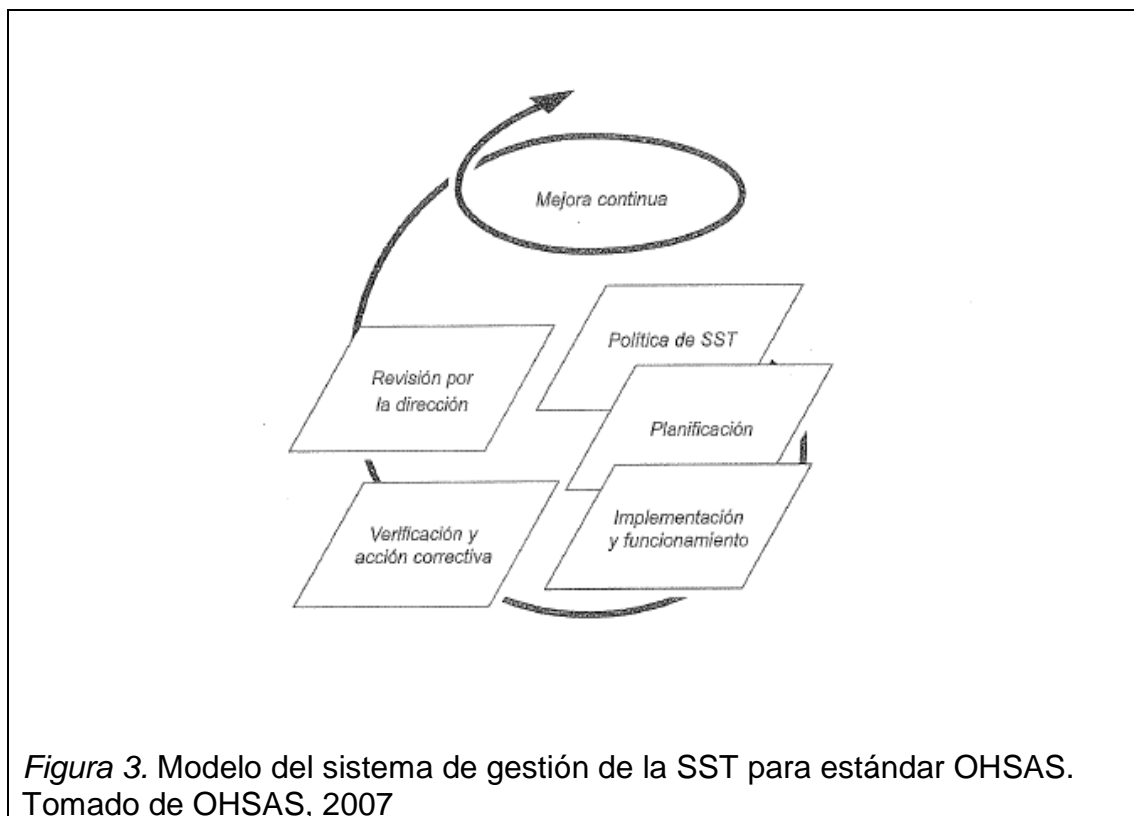 Mejora continua
Política de SST
Revisión por
la dirección
Planificación
Implementación
y funcionamiento
Verificación y
acción correctiva
Figura 3. Modelo del sistema de gestión de la SST para estándar OHSAS.
Tomado de OHSAS, 2007